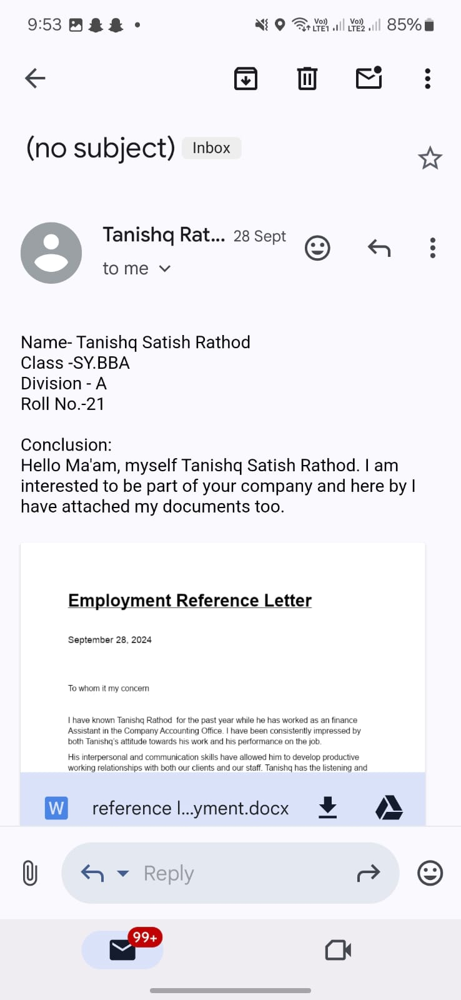 9:53
Vo)) LTE1 Vo)) LTE2 85%
(no subject) Inbox
Tanishq Rat... 28 Sept
to me
Name- Tanishq Satish Rathod
Class -SY.BBA
Division - A
Roll No.-21
Conclusion:
Hello Ma'am, myself Tanishq Satish Rathod. I am
interested to be part of your company and here by I
have attached my documents too.
Employment Reference Letter
September 28, 2024
To whom it my concern
I have known Tanishq Rathod  for the past year while he has worked as an finance
Assistant in the Company Accounting Office. I have been consistently impressed by
both Tanishq's attitude towards his work and his performance on the job.
His interpersonal and communication skills have allowed him to develop productive
working relationships with both our clients and our staff. Tanishq has the listening and
W reference l...yment.docx
Reply
99+